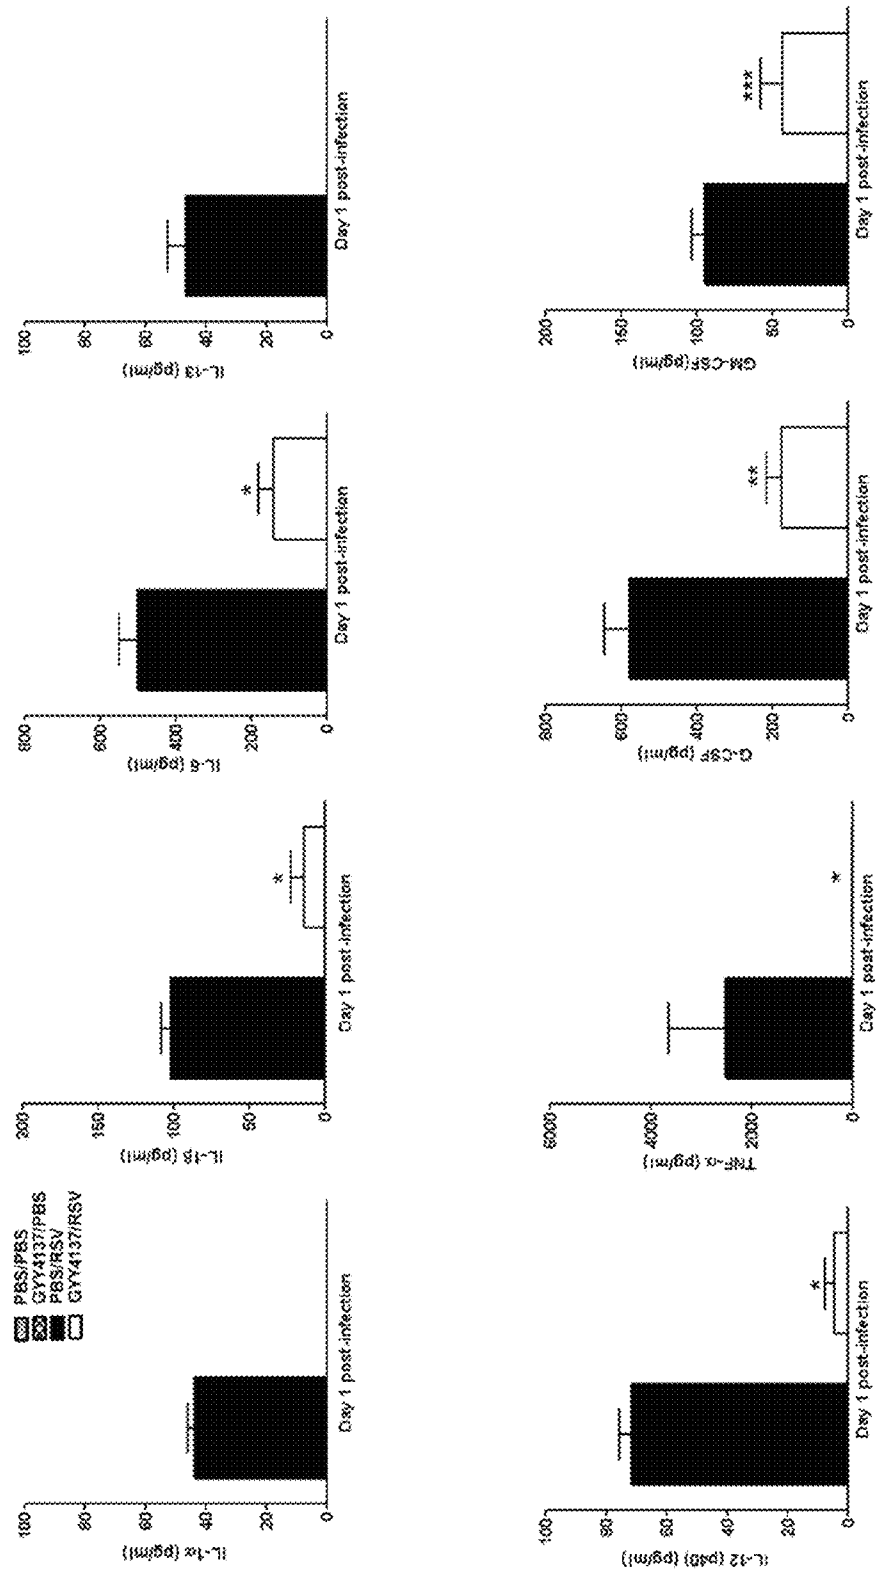 PBS/PBS
GYY4137/PBS
PBS/RSV
GYY4137/RSV
IL-1α (pg/ml)
100
80
60
40
20
0
Day 1 post-infection
IL-1β (pg/ml)
200
150
100
50
0
*
Day 1 post-infection
IL-6 (pg/ml)
800
600
400
200
0
*
Day 1 post-infection
IL-13 (pg/ml)
100
80
60
40
20
0
Day 1 post-infection
IL-12 (p40) (pg/ml)
100
80
60
40
20
0
*
Day 1 post-infection
TNF-α (pg/ml)
6000
4000
2000
0
*
Day 1 post-infection
G-CSF (pg/ml)
800
600
400
200
0
**
Day 1 post-infection
GM-CSF(pg/ml)
200
150
100
50
0
***
Day 1 post-infection